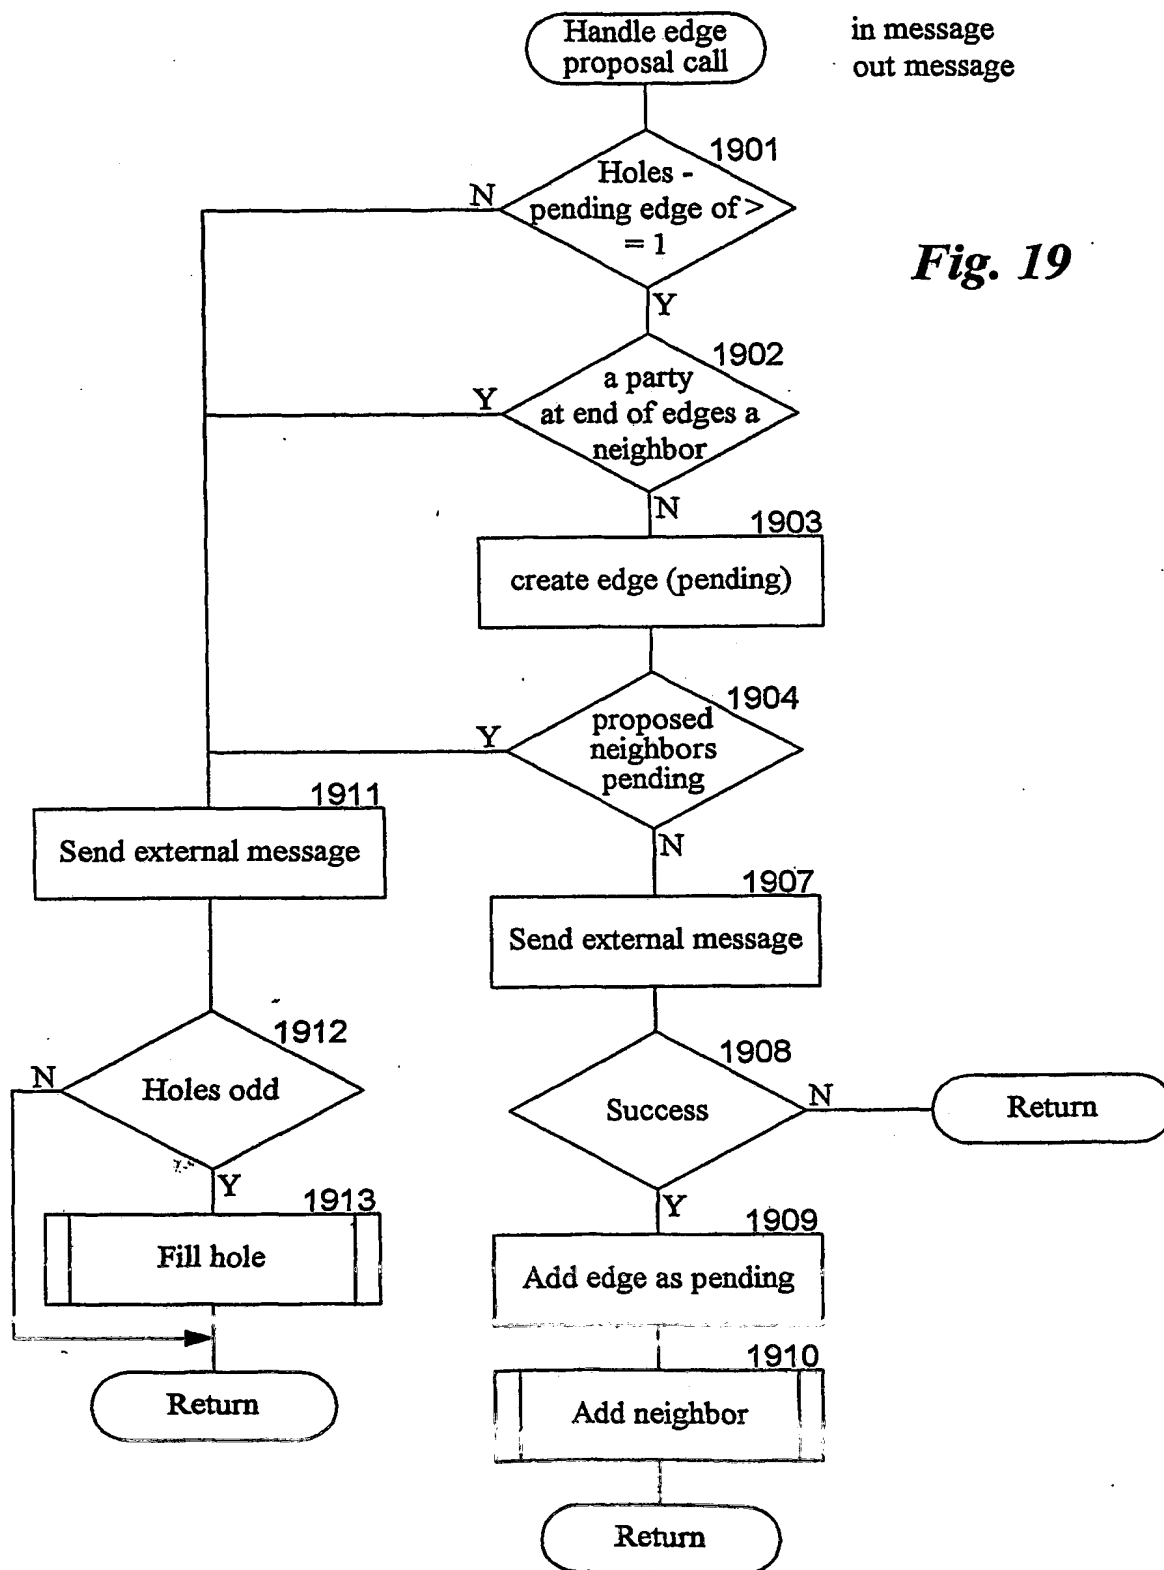 Handle edge
proposal call
in message
out message
1901
Holes -
pending edge of >
= 1
N
Y
Fig. 19
1902
a party
at end of edges a
neighbor
Y
N
1903
create edge (pending)
1904
proposed
neighbors
pending
Y
N
1911
Send external message
1907
Send external message
1912
Holes odd
N
Y
1908
Success
N
Return
Y
1913
Fill hole
1909
Add edge as pending
Return
1910
Add neighbor
Return